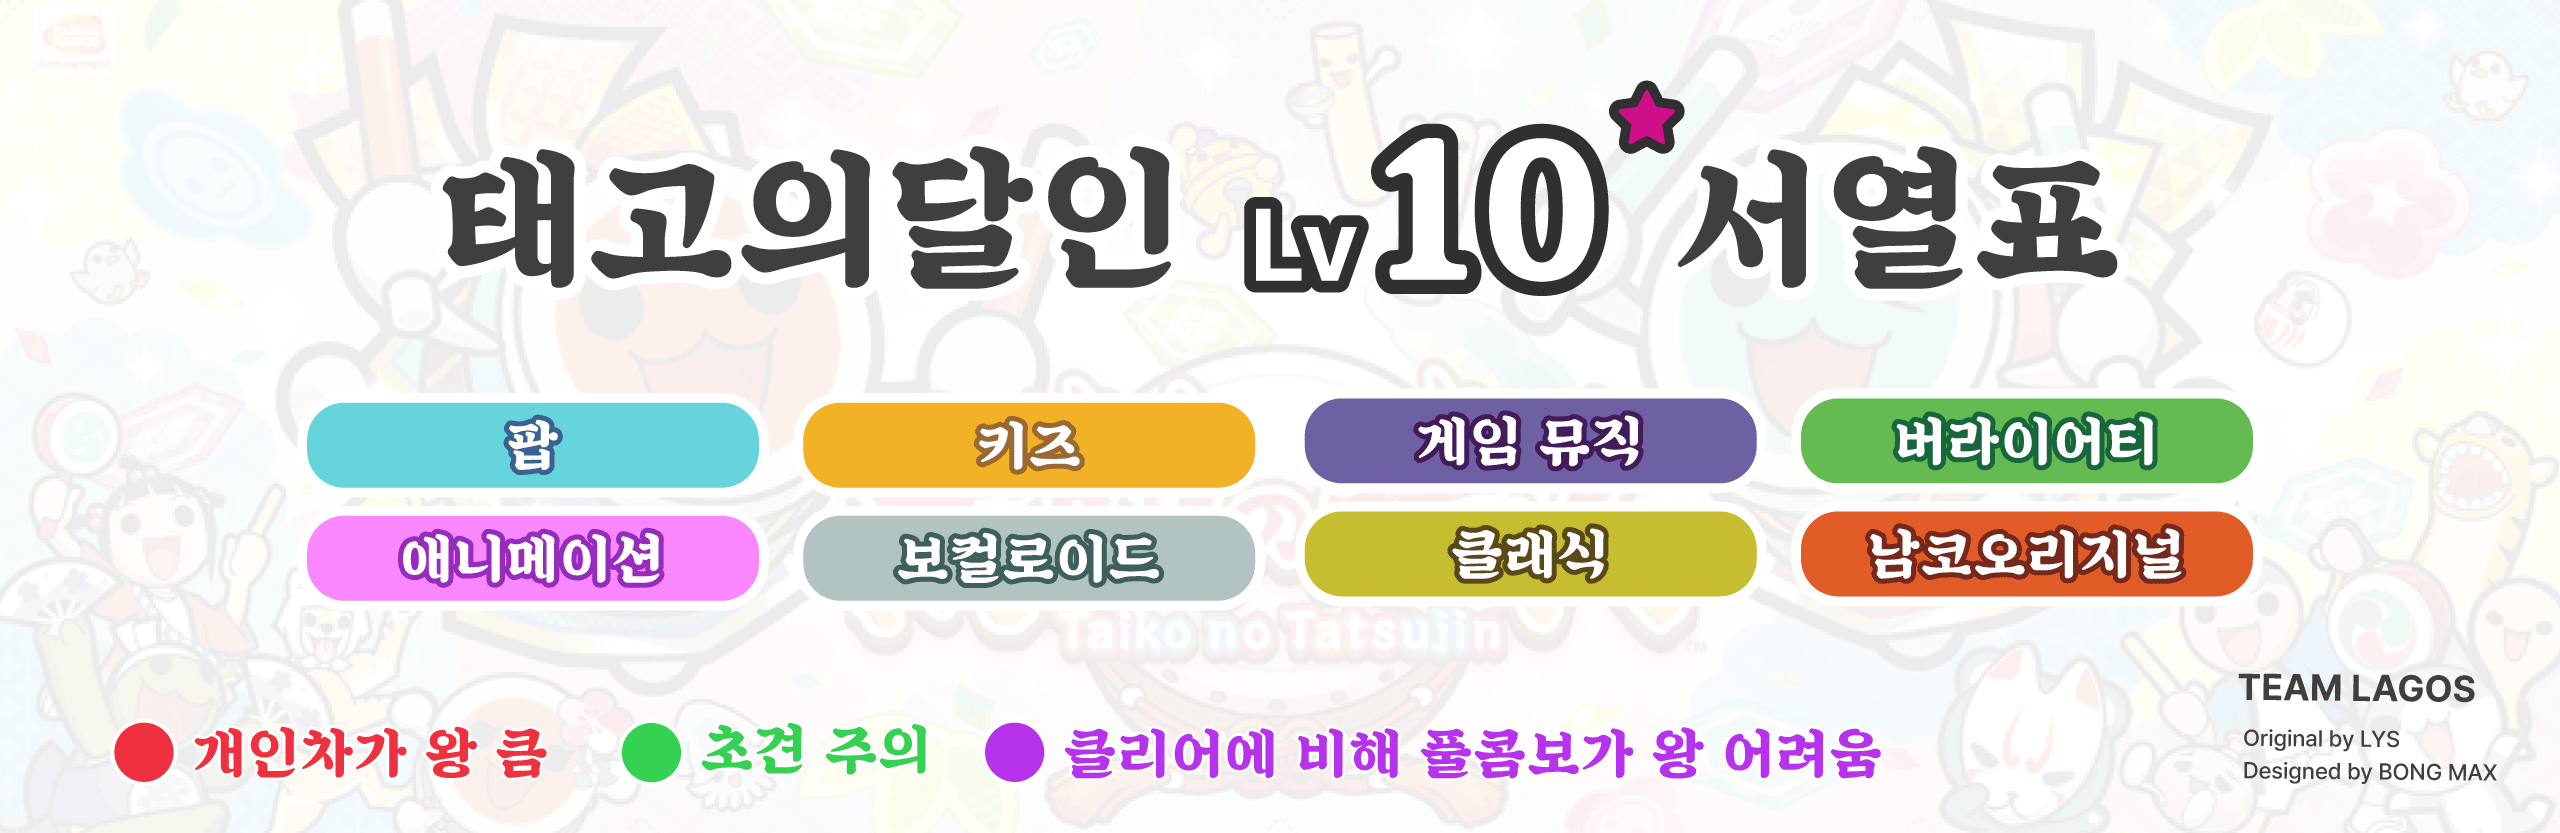 태고의달인 Lv10 서열표
팝
키즈
게임 뮤직
버라이어티
애니메이션
보컬로이드
클래식
남코오리지널
Taiko no Tatsujin
개인차가 왕 큼
초견 주의
클리어에 비해 풀콤보가 왕 어려움
TEAM LAGOS
Original by LYS
Designed by BONG MAX
BANDAI
NAMCO
Amusement